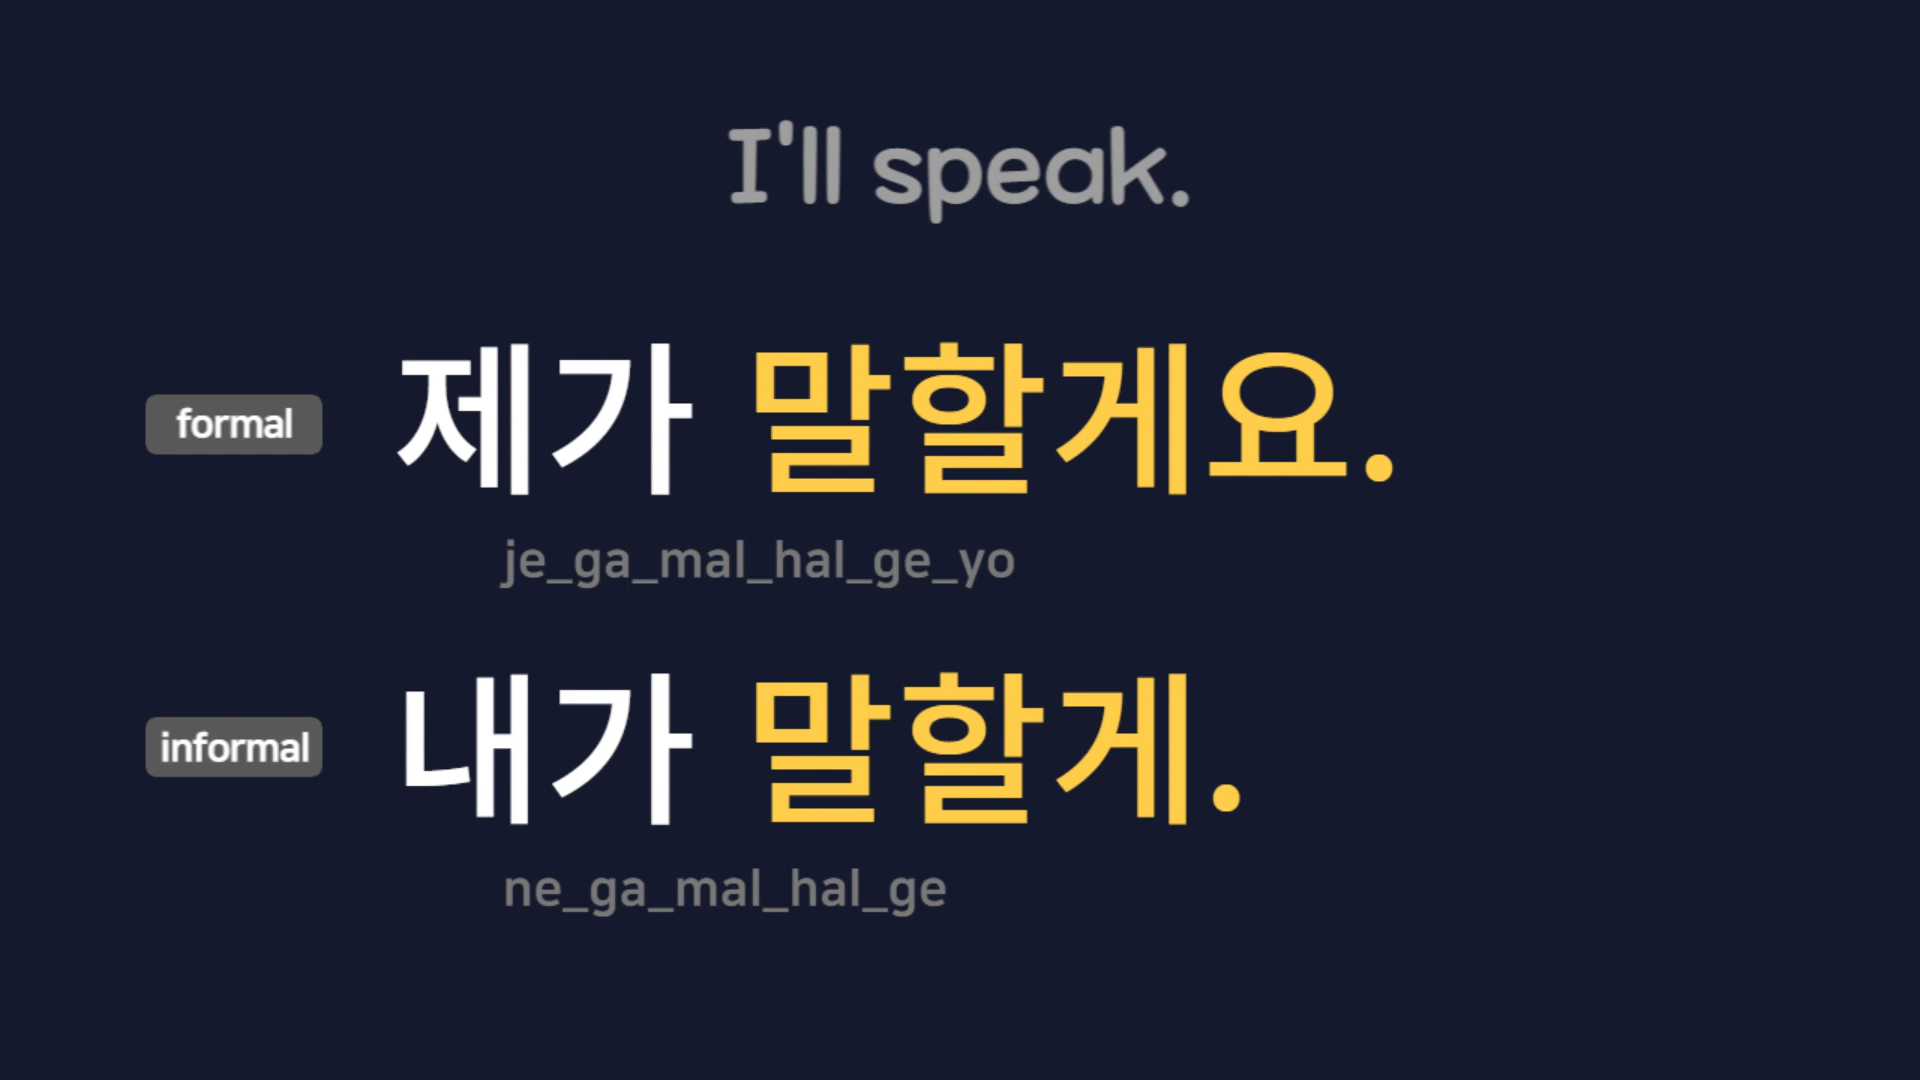 I'll speak.
formal 제가 말할게요.
je_ga_mal_hal_ge_yo
informal 내가 말할게.
ne_ga_mal_hal_ge